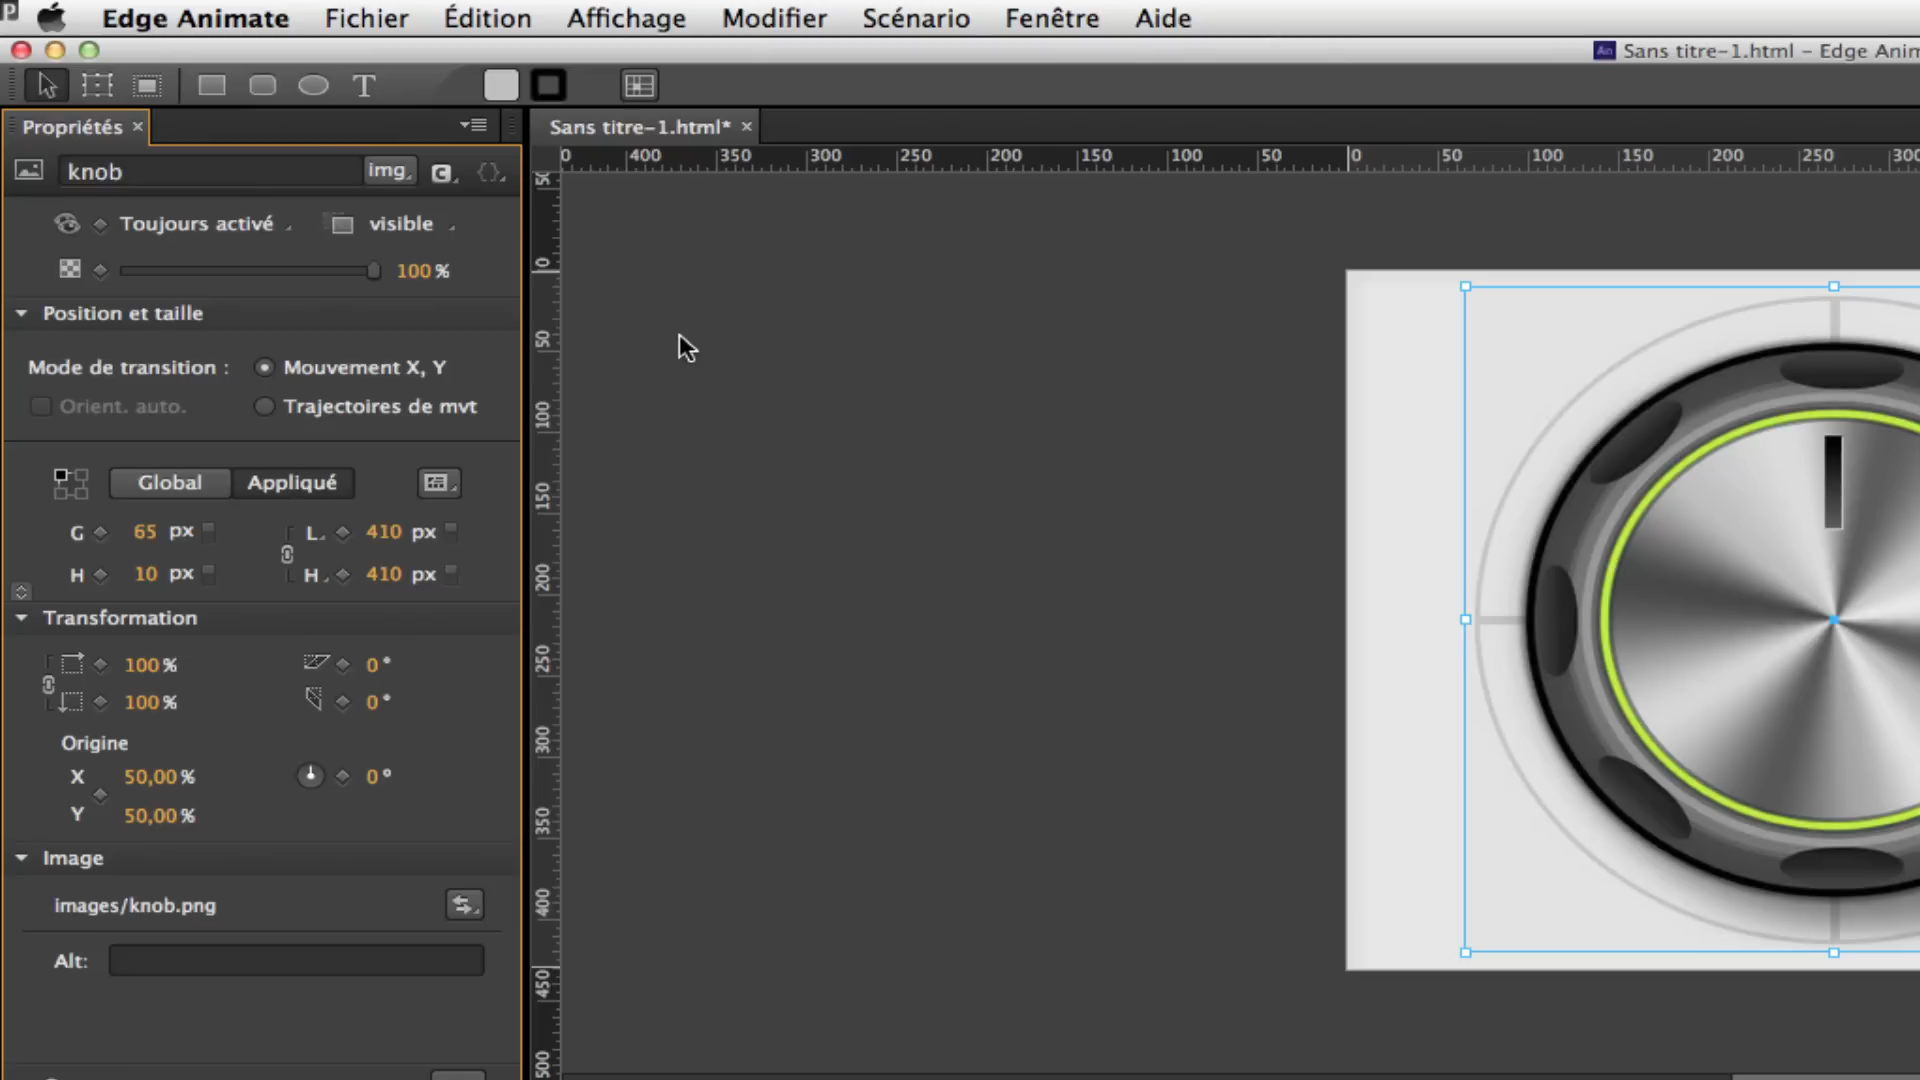 Edge Animate Fichier Édition Affichage Modifier Scénario Fenêtre Aide
An Sans titre-1.html – Edge Anim
T
Propriétés × Sans titre-1.html* ×
400 350 300 250 200 150 100 50 0 50 100 150 200 250 300
knob img C {}
Toujours activé visible
100 %
Position et taille
Mode de transition : Mouvement X, Y
Orient. auto. Trajectoires de mvt
Global Appliqué
G 65 px L 410 px
H 10 px H 410 px
Transformation
100 % 0 °
100 % 0 °
Origine
X 50,00 % 0 °
Y 50,00 %
Image
images/knob.png
Alt:
0
50
100
150
200
250
300
350
400
450
500